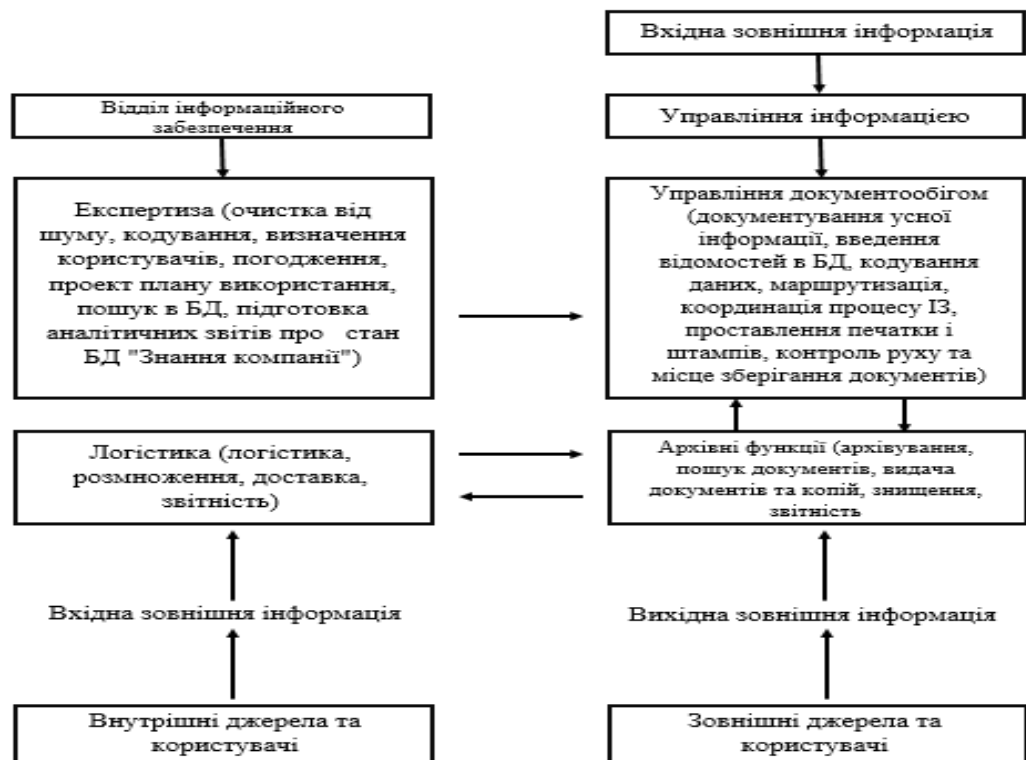 Вхідна зовнішня інформація
Відділ інформаційного
забезпечення
Управління інформацією
Експертиза (очистка від
шуму, кодування, визначення
користувачів, погодження,
проект плану використання,
пошук в БД, підготовка
аналітичних звітів про стан
БД "Знання компанії")
Управління документообігом
(документування усної
інформації, введення
відомостей в БД, кодування
даних, маршрутизація,
координація процесу ІЗ,
проставлення печатки і
штампів, контроль руху та
місце зберігання документів)
Логістика (логістика,
розмноження, доставка,
звітність)
Архівні функції (архівування,
пошук документів, видача
документів та копій, знищення,
звітність
Вхідна зовнішня інформація
Вихідна зовнішня інформація
Внутрішні джерела та
користувачі
Зовнішні джерела та
користувачі